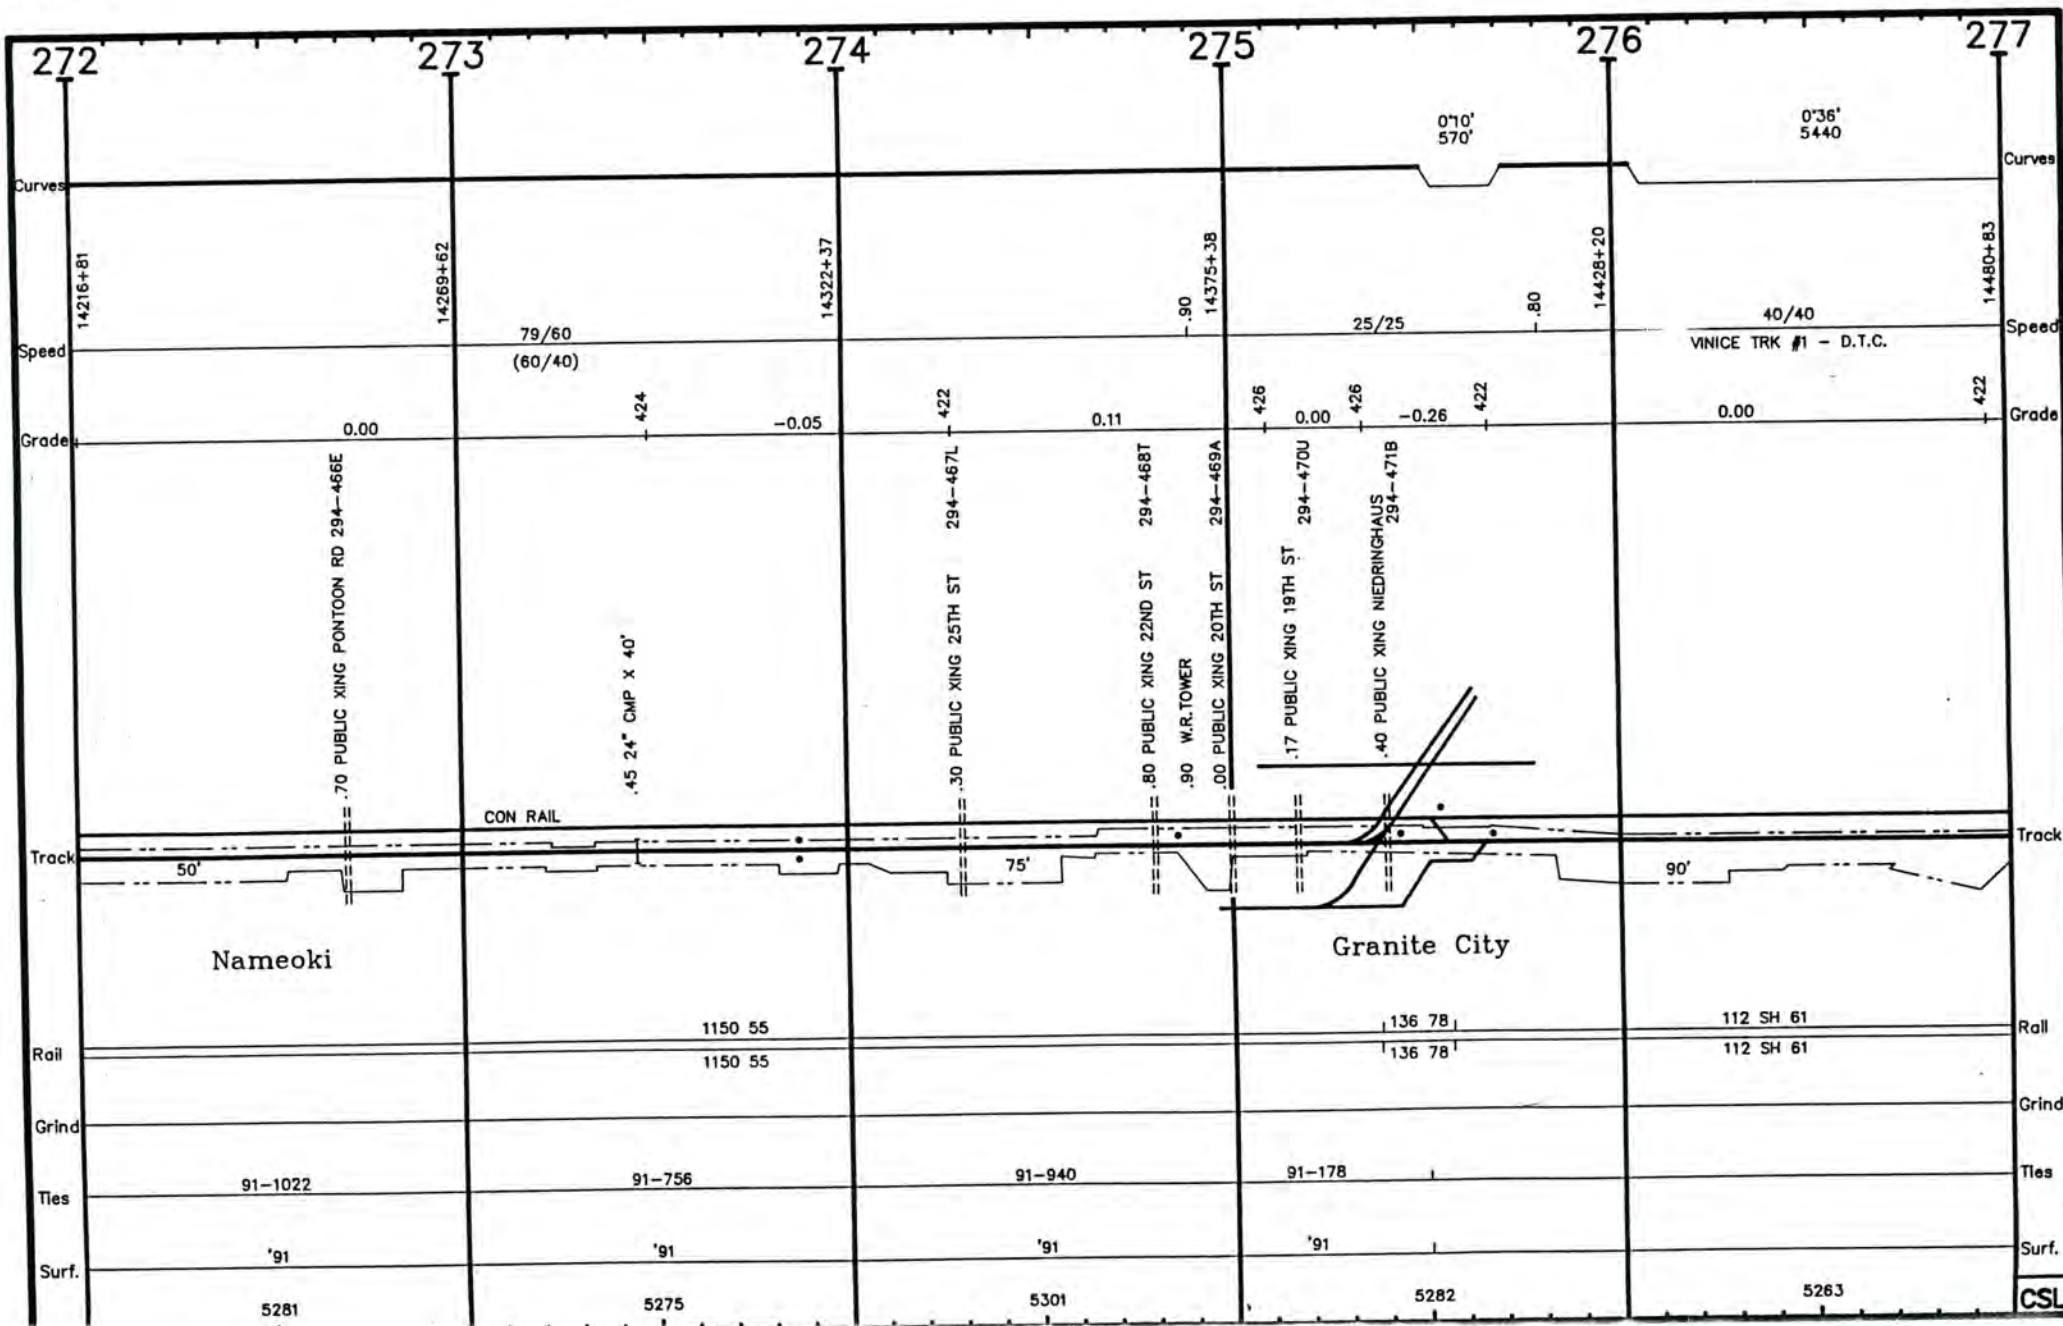 272 273 274 275 276 277
0°10'
570'
0°36'
5440
Curves Curves
14216+81 14269+62 14322+37 14375+38 14428+20 14480+83
.90 .80
Speed 79/60 25/25 40/40 Speed
(60/40) VINICE TRK #1 - D.T.C.
424 422 426 426 422 422
Grade 0.00 -0.05 0.11 0.00 -0.26 0.00 Grade
.70 PUBLIC XING PONTOON RD 294-466E
.45 24" CMP X 40'
.30 PUBLIC XING 25TH ST 294-467L
.80 PUBLIC XING 22ND ST 294-468T
.90 W.R.TOWER
.00 PUBLIC XING 20TH ST 294-469A
.17 PUBLIC XING 19TH ST 294-470U
.40 PUBLIC XING NIEDRINGHAUS
294-471B
CON RAIL
Track Track
50' 75' 90'
Nameoki Granite City
1150 55 136 78 112 SH 61
Rail Rail
1150 55 136 78 112 SH 61
Grind Grind
Ties 91-1022 91-756 91-940 91-178 Ties
Surf. '91 '91 '91 '91 Surf.
5281 5275 5301 5282 5263
CSL